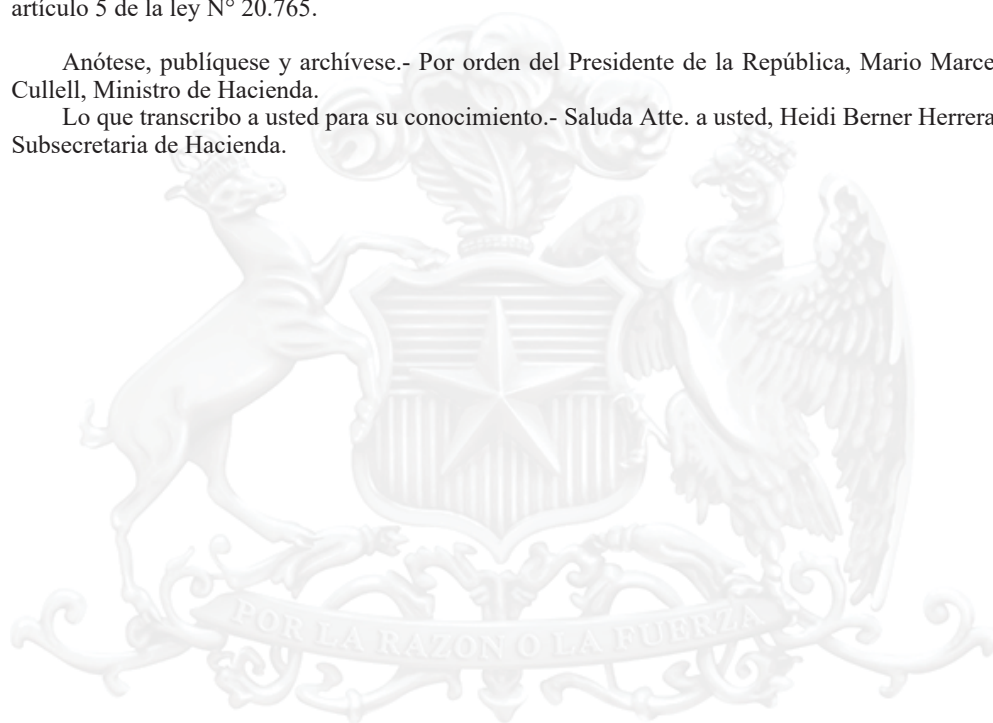 artículo 5 de la ley N° 20.765.
Anótese, publíquese y archívese.- Por orden del Presidente de la República, Mario Marce
Cullell, Ministro de Hacienda.
Lo que transcribo a usted para su conocimiento.- Saluda Atte. a usted, Heidi Berner Herrera
Subsecretaria de Hacienda.
POR LA RAZON O LA FUERZA